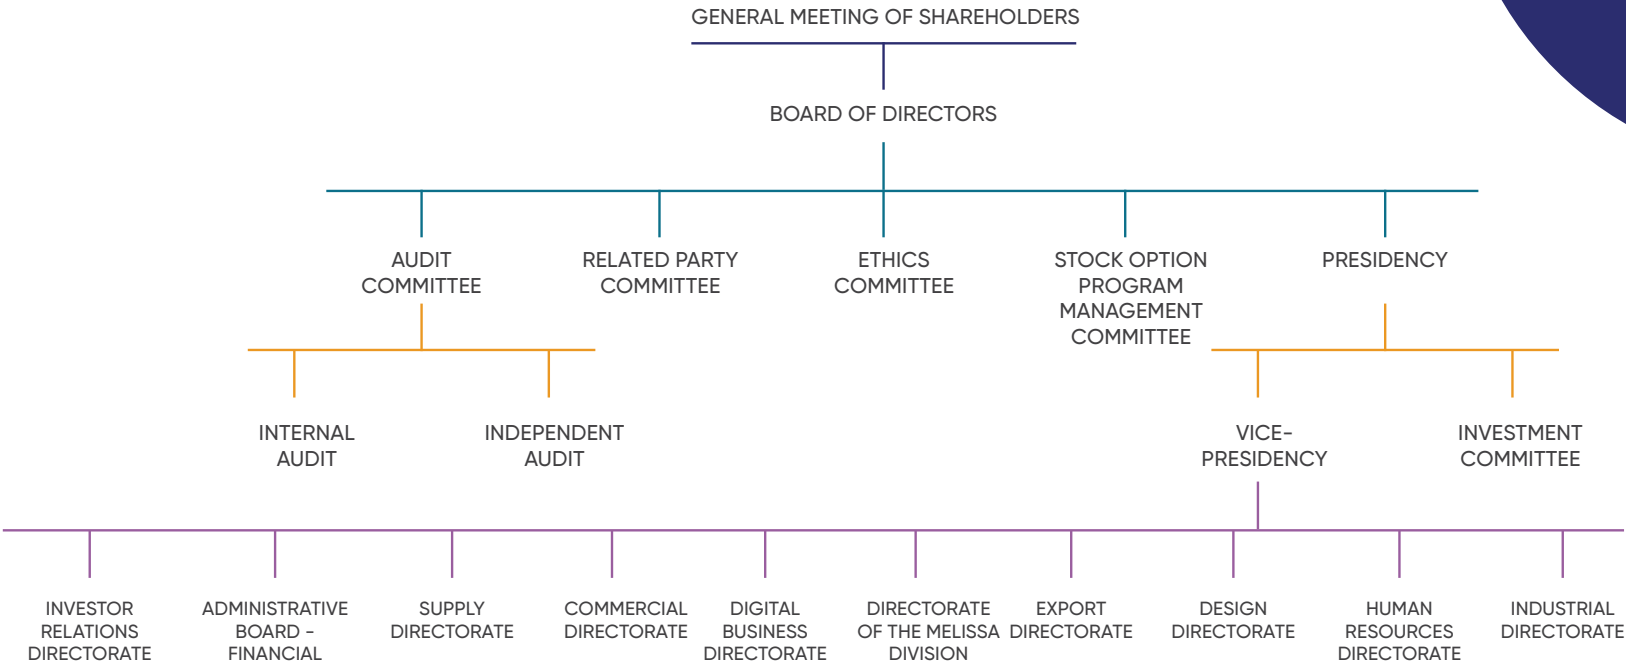 GENERAL MEETING OF SHAREHOLDERS
BOARD OF DIRECTORS
AUDIT
COMMITTEE
RELATED PARTY
COMMITTEE
ETHICS
COMMITTEE
STOCK OPTION
PROGRAM
MANAGEMENT
COMMITTEE
PRESIDENCY
INTERNAL
AUDIT
INDEPENDENT
AUDIT
VICE-
PRESIDENCY
INVESTMENT
COMMITTEE
INVESTOR
RELATIONS
DIRECTORATE
ADMINISTRATIVE
BOARD -
FINANCIAL
SUPPLY
DIRECTORATE
COMMERCIAL
DIRECTORATE
DIGITAL
BUSINESS
DIRECTORATE
DIRECTORATE
OF THE MELISSA
DIVISION
EXPORT
DIRECTORATE
DESIGN
DIRECTORATE
HUMAN
RESOURCES
DIRECTORATE
INDUSTRIAL
DIRECTORATE